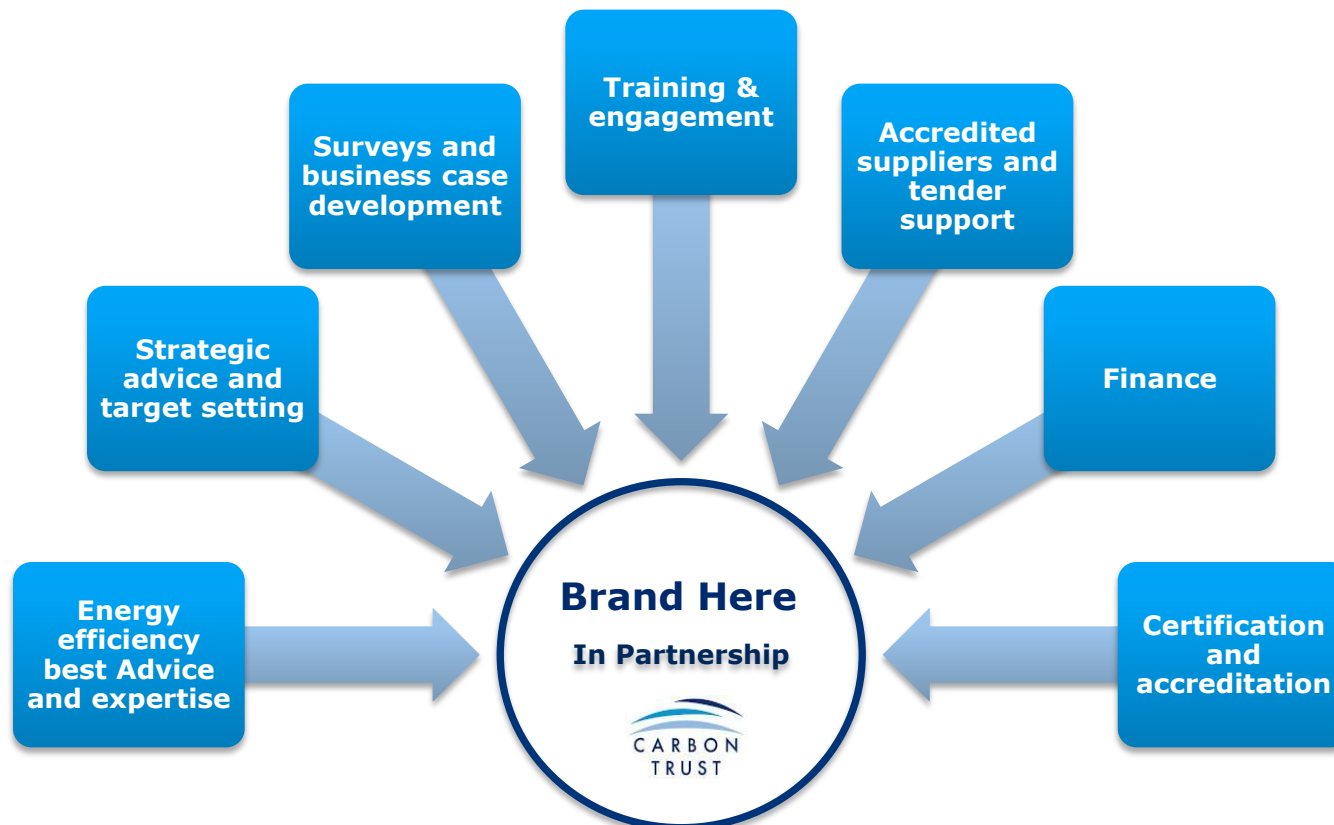 Training &
engagement
Surveys and
business case
development
Accredited
suppliers and
tender
support
Strategic
advice and
target setting
Finance
Energy
efficiency
best Advice
and expertise
Certification
and
accreditation
Brand Here
In Partnership
CARBON
TRUST